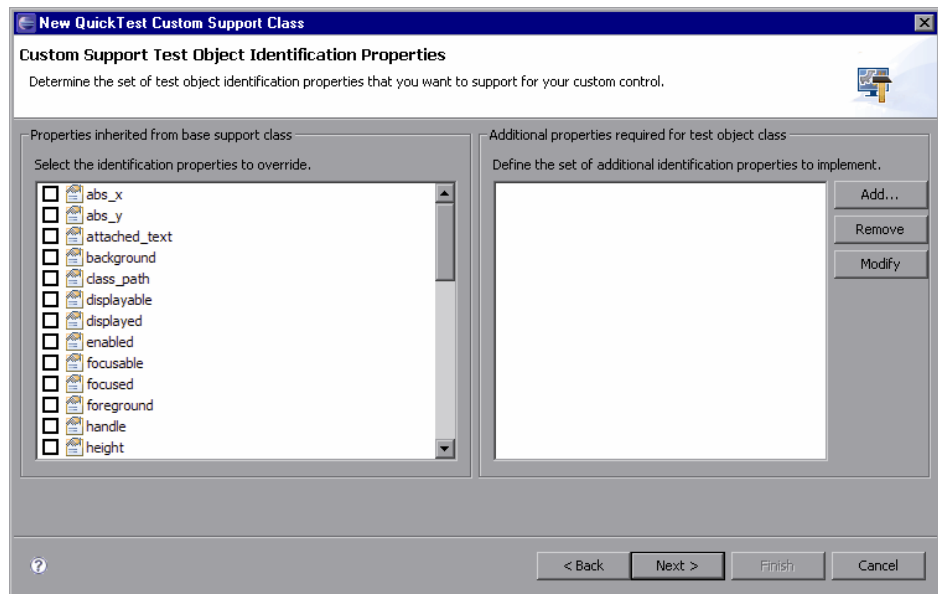 New QuickTest Custom Support Class
Custom Support Test Object Identification Properties
Determine the set of test object identification properties that you want to support for your custom control.
Properties inherited from base support class
Select the identification properties to override.
abs_x
abs_y
attached_text
background
class_path
displayable
displayed
enabled
focusable
focused
foreground
handle
height
Additional properties required for test object class
Define the set of additional identification properties to implement.
Add...
Remove
Modify
?
< Back
Next >
Finish
Cancel